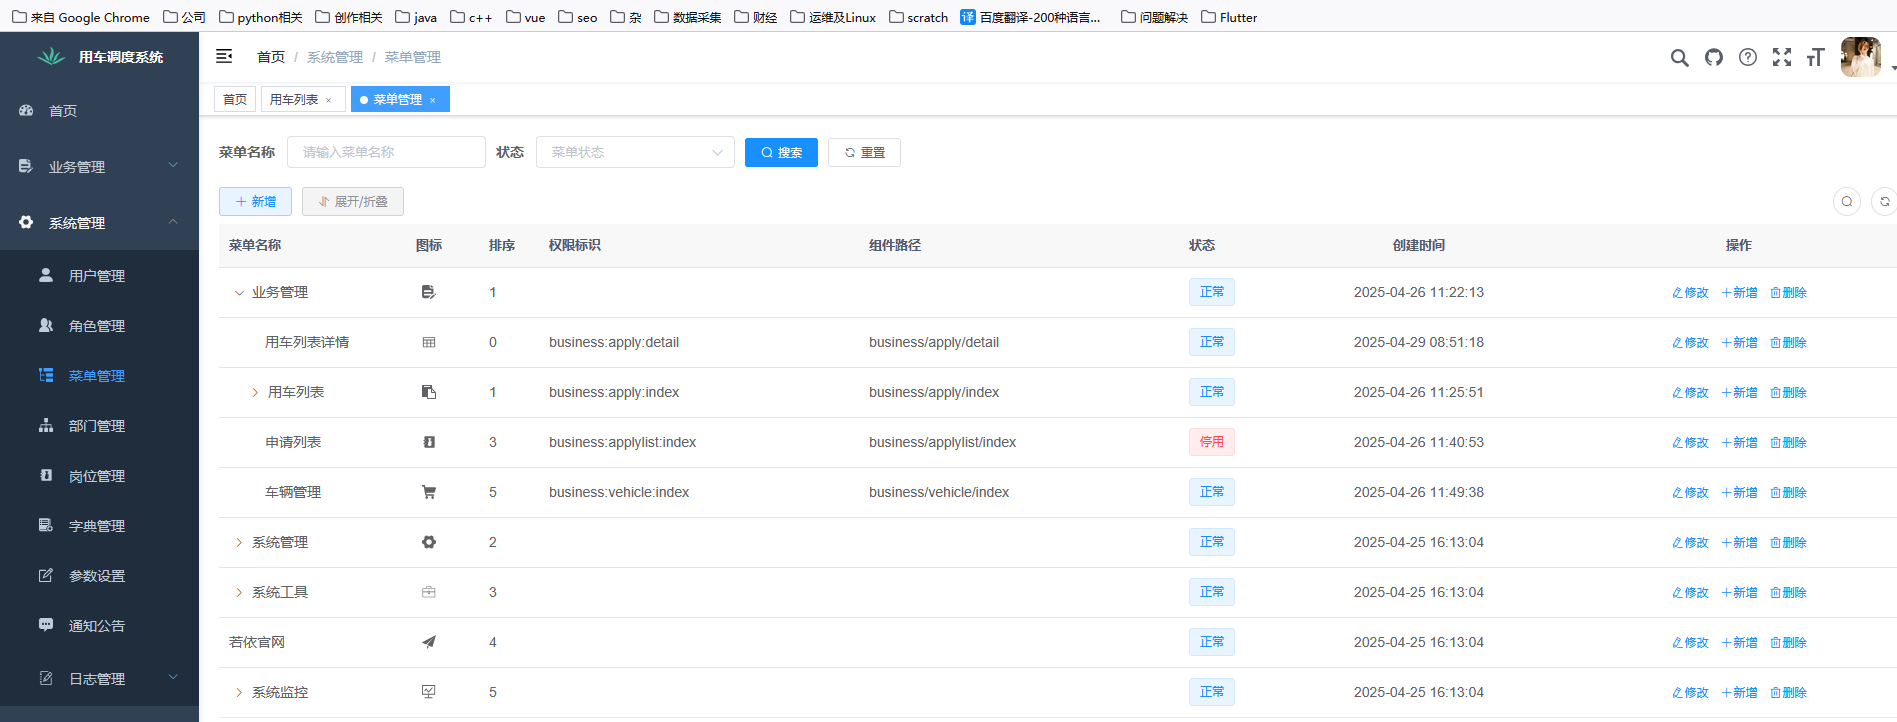 来自 Google Chrome 公司 python相关 创作相关 java c++ vue seo 杂 数据采集 财经 运维及Linux scratch 译 百度翻译-200种语言... 问题解决 Flutter
用车调度系统
首页 / 系统管理 / 菜单管理
首页 用车列表 × 菜单管理 ×
首页
业务管理
系统管理
用户管理
角色管理
菜单管理
部门管理
岗位管理
字典管理
参数设置
通知公告
日志管理
菜单名称 请输入菜单名称 状态 菜单状态 搜索 重置
新增 展开/折叠
菜单名称 图标 排序 权限标识 组件路径 状态 创建时间 操作
业务管理 1 正常 2025-04-26 11:22:13 修改 新增 删除
用车列表详情 0 business:apply:detail business/apply/detail 正常 2025-04-29 08:51:18 修改 新增 删除
用车列表 1 business:apply:index business/apply/index 正常 2025-04-26 11:25:51 修改 新增 删除
申请列表 3 business:applylist:index business/applylist/index 停用 2025-04-26 11:40:53 修改 新增 删除
车辆管理 5 business:vehicle:index business/vehicle/index 正常 2025-04-26 11:49:38 修改 新增 删除
系统管理 2 正常 2025-04-25 16:13:04 修改 新增 删除
系统工具 3 正常 2025-04-25 16:13:04 修改 新增 删除
若依官网 4 正常 2025-04-25 16:13:04 修改 新增 删除
系统监控 5 正常 2025-04-25 16:13:04 修改 新增 删除